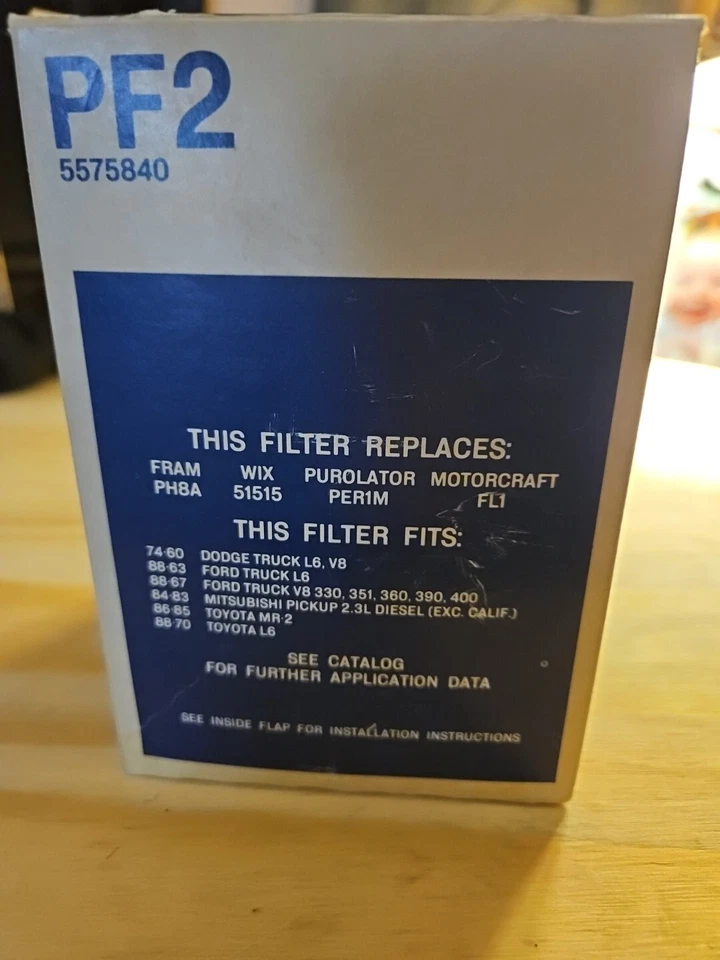 PF2
5575840
THIS FILTER REPLACES:
FRAM WIX PUROLATOR MOTORCRAFT
PH8A 51515 PER1M FL1
THIS FILTER FITS:
74-60 DODGE TRUCK L6, V8
88-63 FORD TRUCK L6
88-67 FORD TRUCK V8 330, 351, 360, 390, 400
84-83 MITSUBISHI PICKUP 2.3L DIESEL (EXC. CALIF.)
86-85 TOYOTA MR-2
88-70 TOYOTA L6
SEE CATALOG
FOR FURTHER APPLICATION DATA
SEE INSIDE FLAP FOR INSTALLATION INSTRUCTIONS